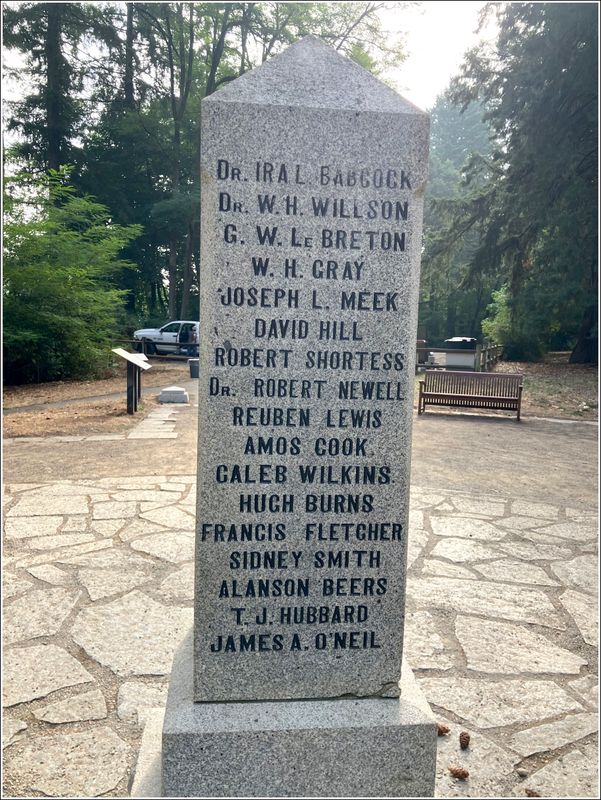 DR. IRA L. BABCOCK
DR. W. H. WILLSON
G. W. LE BRETON
W. H. GRAY
JOSEPH L. MEEK
DAVID HILL
ROBERT SHORTESS
DR. ROBERT NEWELL
REUBEN LEWIS
AMOS COOK
CALEB WILKINS.
HUGH BURNS
FRANCIS FLETCHER
SIDNEY SMITH
ALANSON BEERS
T. J. HUBBARD
JAMES A. O'NEIL